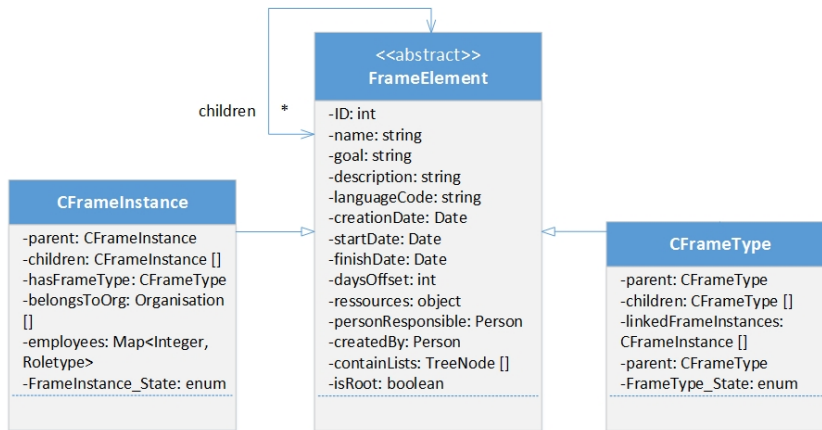 <<abstract>>
FrameElement
-ID: int
-name: string
-goal: string
-description: string
-languageCode: string
-creationDate: Date
-startDate: Date
-finishDate: Date
-daysOffset: int
-ressources: object
-personResponsible: Person
-createdBy: Person
-containLists: TreeNode []
-isRoot: boolean
children *
CFrameInstance
-parent: CFrameInstance
-children: CFrameInstance []
-hasFrameType: CFrameType
-belongsToOrg: Organisation
[]
-employees: Map<Integer,
Roletype>
-FrameInstance_State: enum
CFrameType
-parent: CFrameType
-children: CFrameType []
-linkedFrameInstances:
CFrameInstance []
-parent: CFrameType
-FrameType_State: enum